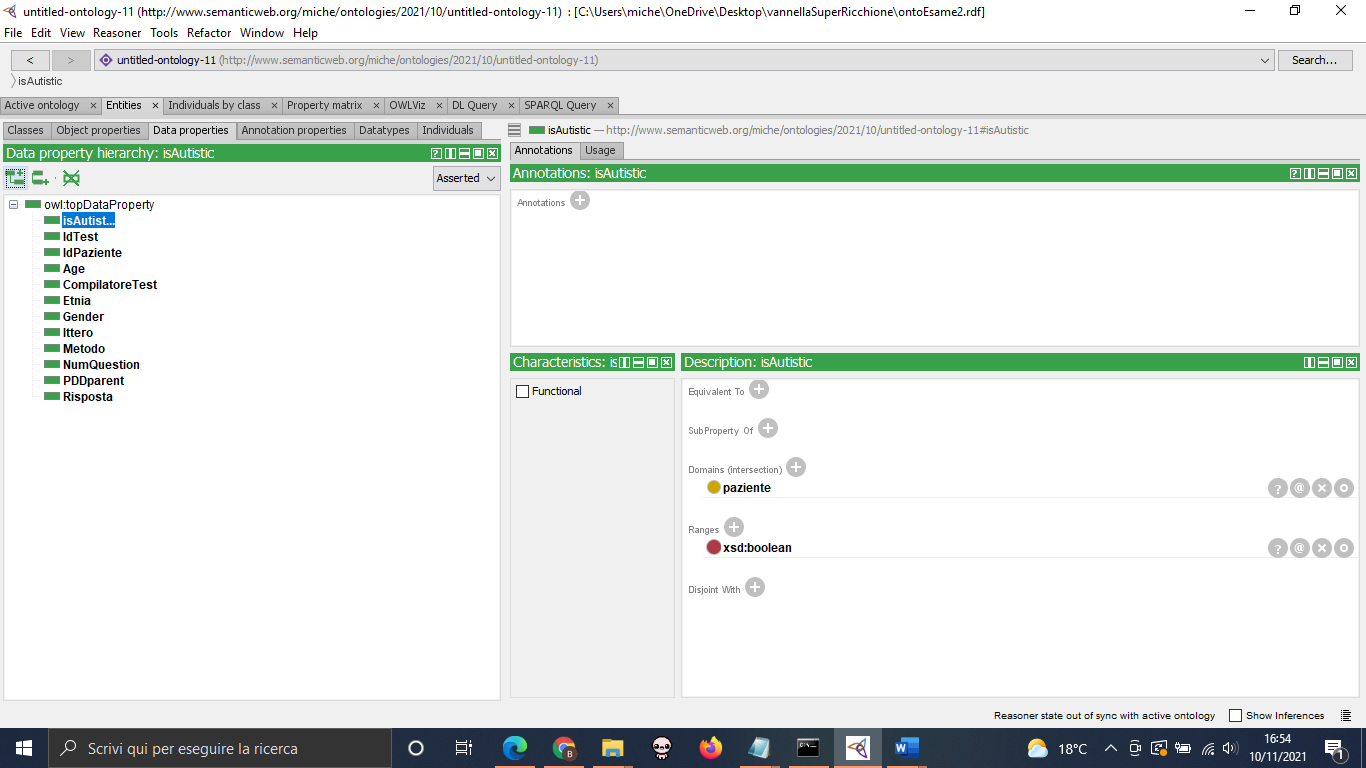 untitled-ontology-11 (http://www.semanticweb.org/miche/ontologies/2021/10/untitled-ontology-11) : [C:\Users\miche\OneDrive\Desktop\vannellaSuperRicchione\ontoEsame2.rdf]
File Edit View Reasoner Tools Refactor Window Help
< > untitled-ontology-11 (http://www.semanticweb.org/miche/ontologies/2021/10/untitled-ontology-11) Search...
isAutistic
Active ontology × Entities × Individuals by class × Property matrix × OWLViz × DL Query × SPARQL Query ×
Classes Object properties Data properties Annotation properties Datatypes Individuals
Data property hierarchy: isAutistic
Asserted
owl:topDataProperty
isAutist...
IdTest
IdPaziente
Age
CompilatoreTest
Etnia
Gender
Ittero
Metodo
NumQuestion
PDDparent
Risposta
isAutistic — http://www.semanticweb.org/miche/ontologies/2021/10/untitled-ontology-11#isAutistic
Annotations Usage
Annotations: isAutistic
Annotations
Characteristics: is
Functional
Description: isAutistic
Equivalent To
SubProperty Of
Domains (intersection)
paziente
Ranges
xsd:boolean
Disjoint With
Reasoner state out of sync with active ontology Show Inferences
Scrivi qui per eseguire la ricerca
18°C
16:54
10/11/2021
1